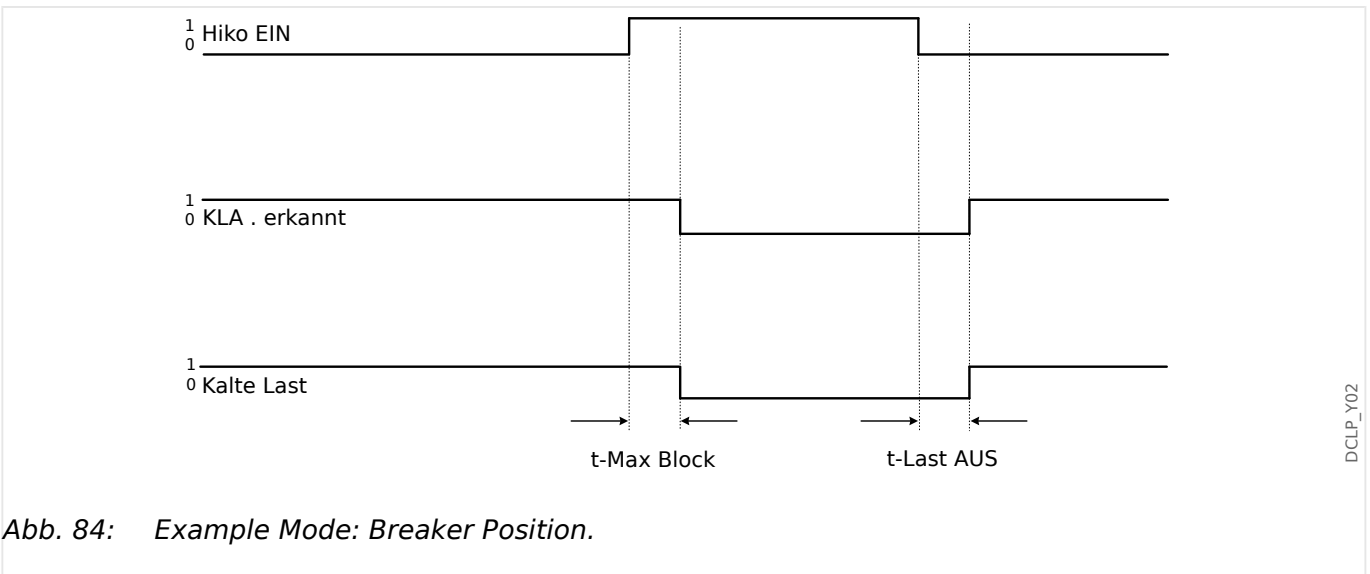 1
0 Hiko EIN
1
0 KLA . erkannt
1
0 Kalte Last
t-Max Block t-Last AUS
DCLP_Y02
Abb. 84: Example Mode: Breaker Position.